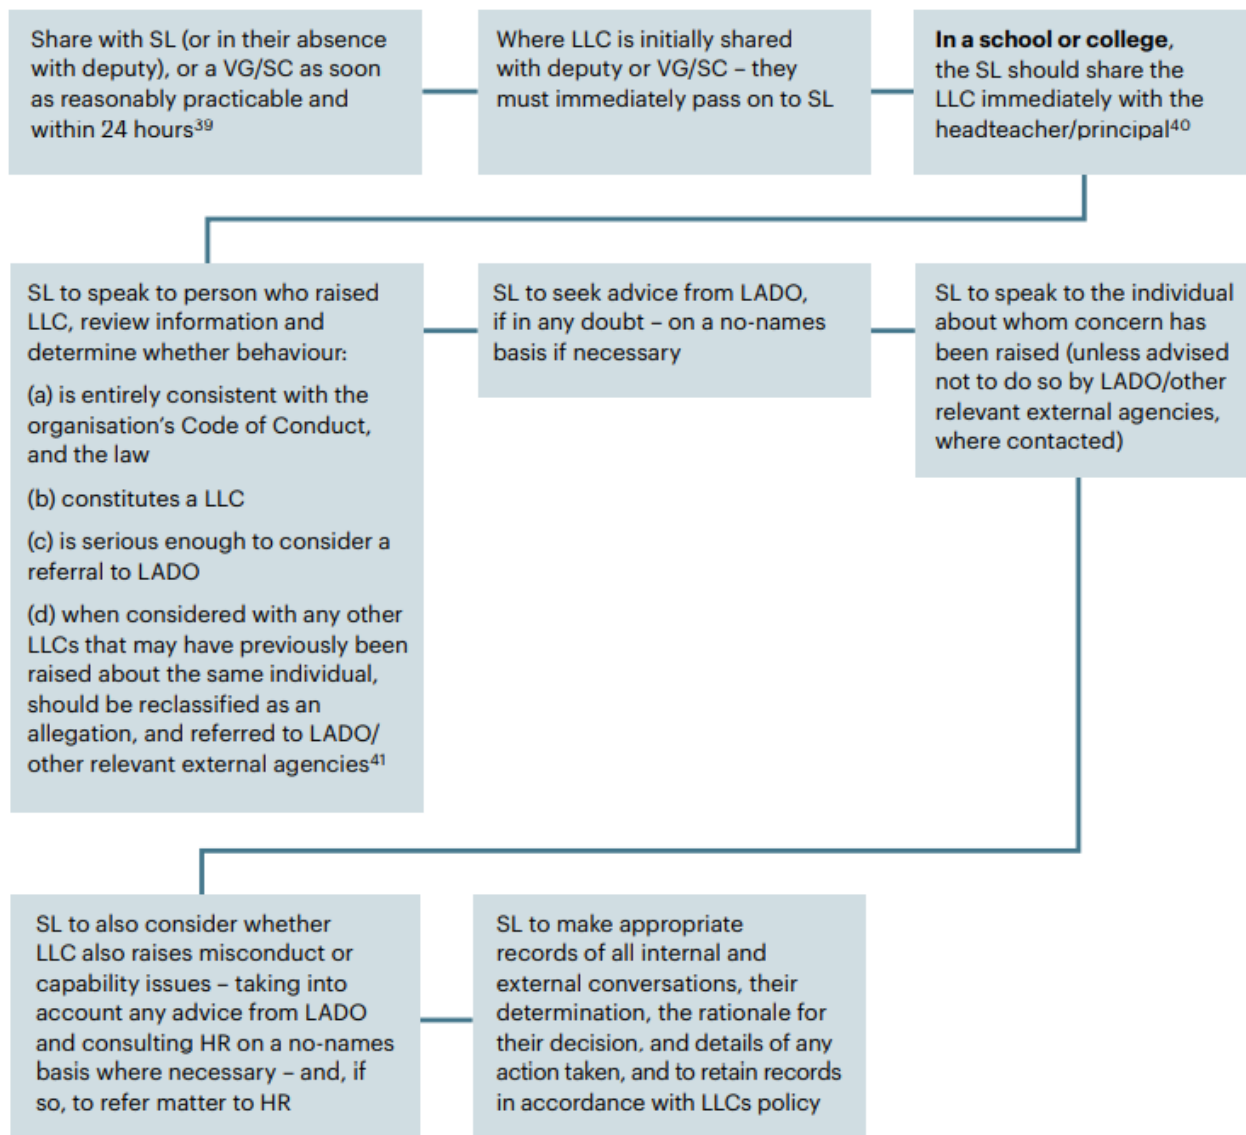 Share with SL (or in their absence
with deputy), or a VG/SC as soon
as reasonably practicable and
within 24 hours³⁹
Where LLC is initially shared
with deputy or VG/SC – they
must immediately pass on to SL
In a school or college,
the SL should share the
LLC immediately with the
headteacher/principal⁴⁰
SL to speak to person who raised
LLC, review information and
determine whether behaviour:
(a) is entirely consistent with the
organisation’s Code of Conduct,
and the law
(b) constitutes a LLC
(c) is serious enough to consider a
referral to LADO
(d) when considered with any other
LLCs that may have previously been
raised about the same individual,
should be reclassified as an
allegation, and referred to LADO/
other relevant external agencies⁴¹
SL to seek advice from LADO,
if in any doubt – on a no-names
basis if necessary
SL to speak to the individual
about whom concern has
been raised (unless advised
not to do so by LADO/other
relevant external agencies,
where contacted)
SL to also consider whether
LLC also raises misconduct or
capability issues – taking into
account any advice from LADO
and consulting HR on a no-names
basis where necessary – and, if
so, to refer matter to HR
SL to make appropriate
records of all internal and
external conversations, their
determination, the rationale for
their decision, and details of any
action taken, and to retain records
in accordance with LLCs policy